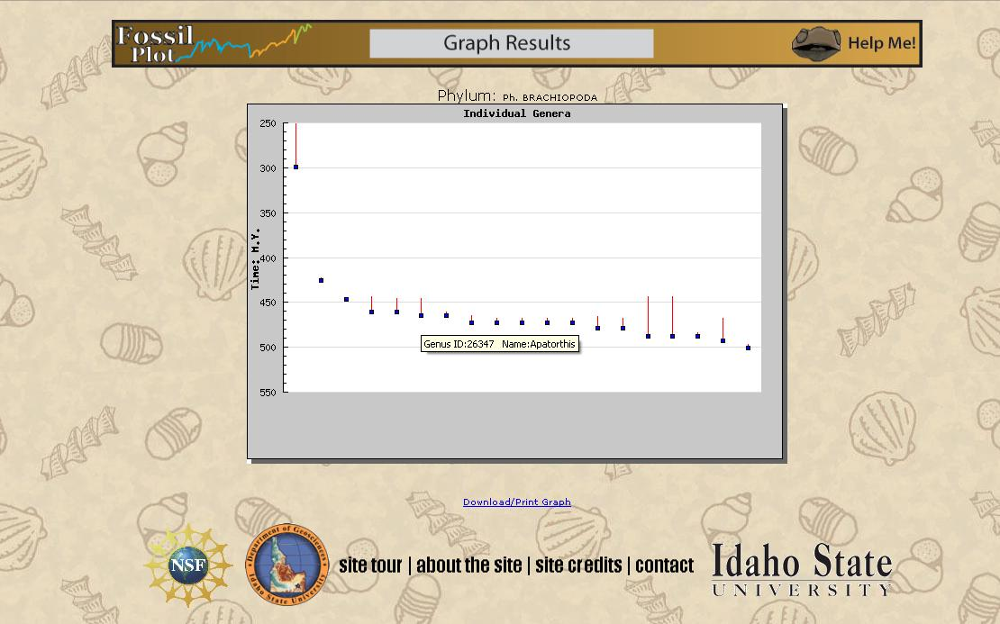 Fossil
Plot
Graph Results
Help Me!
Phylum: Ph. BRACHIOPODA
Individual Genera
250
300
350
400
450
500
550
Time: M.Y.
Genus ID:26347 Name:Apatorthis
Download/Print Graph
NSF
Department of Geosciences
Idaho State University
site tour | about the site | site credits | contact
Idaho State
UNIVERSITY